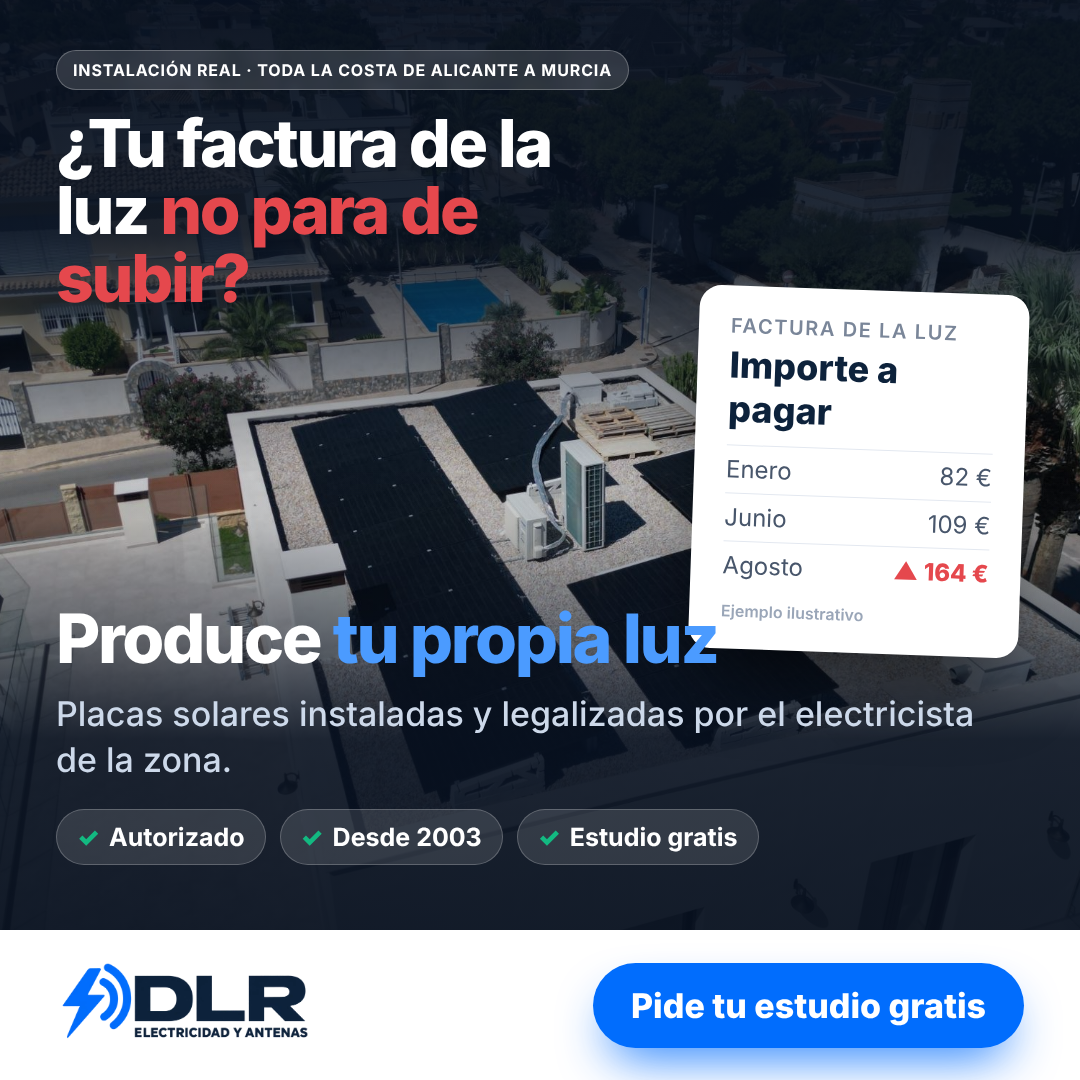 INSTALACIÓN REAL · TODA LA COSTA DE ALICANTE A MURCIA
¿Tu factura de la
luz no para de
subir?
FACTURA DE LA LUZ
Importe a
pagar
Enero 82 €
Junio 109 €
Agosto ▲ 164 €
Ejemplo ilustrativo
Produce tu propia luz
Placas solares instaladas y legalizadas por el electricista
de la zona.
✓ Autorizado ✓ Desde 2003 ✓ Estudio gratis
DLR
ELECTRICIDAD Y ANTENAS
Pide tu estudio gratis